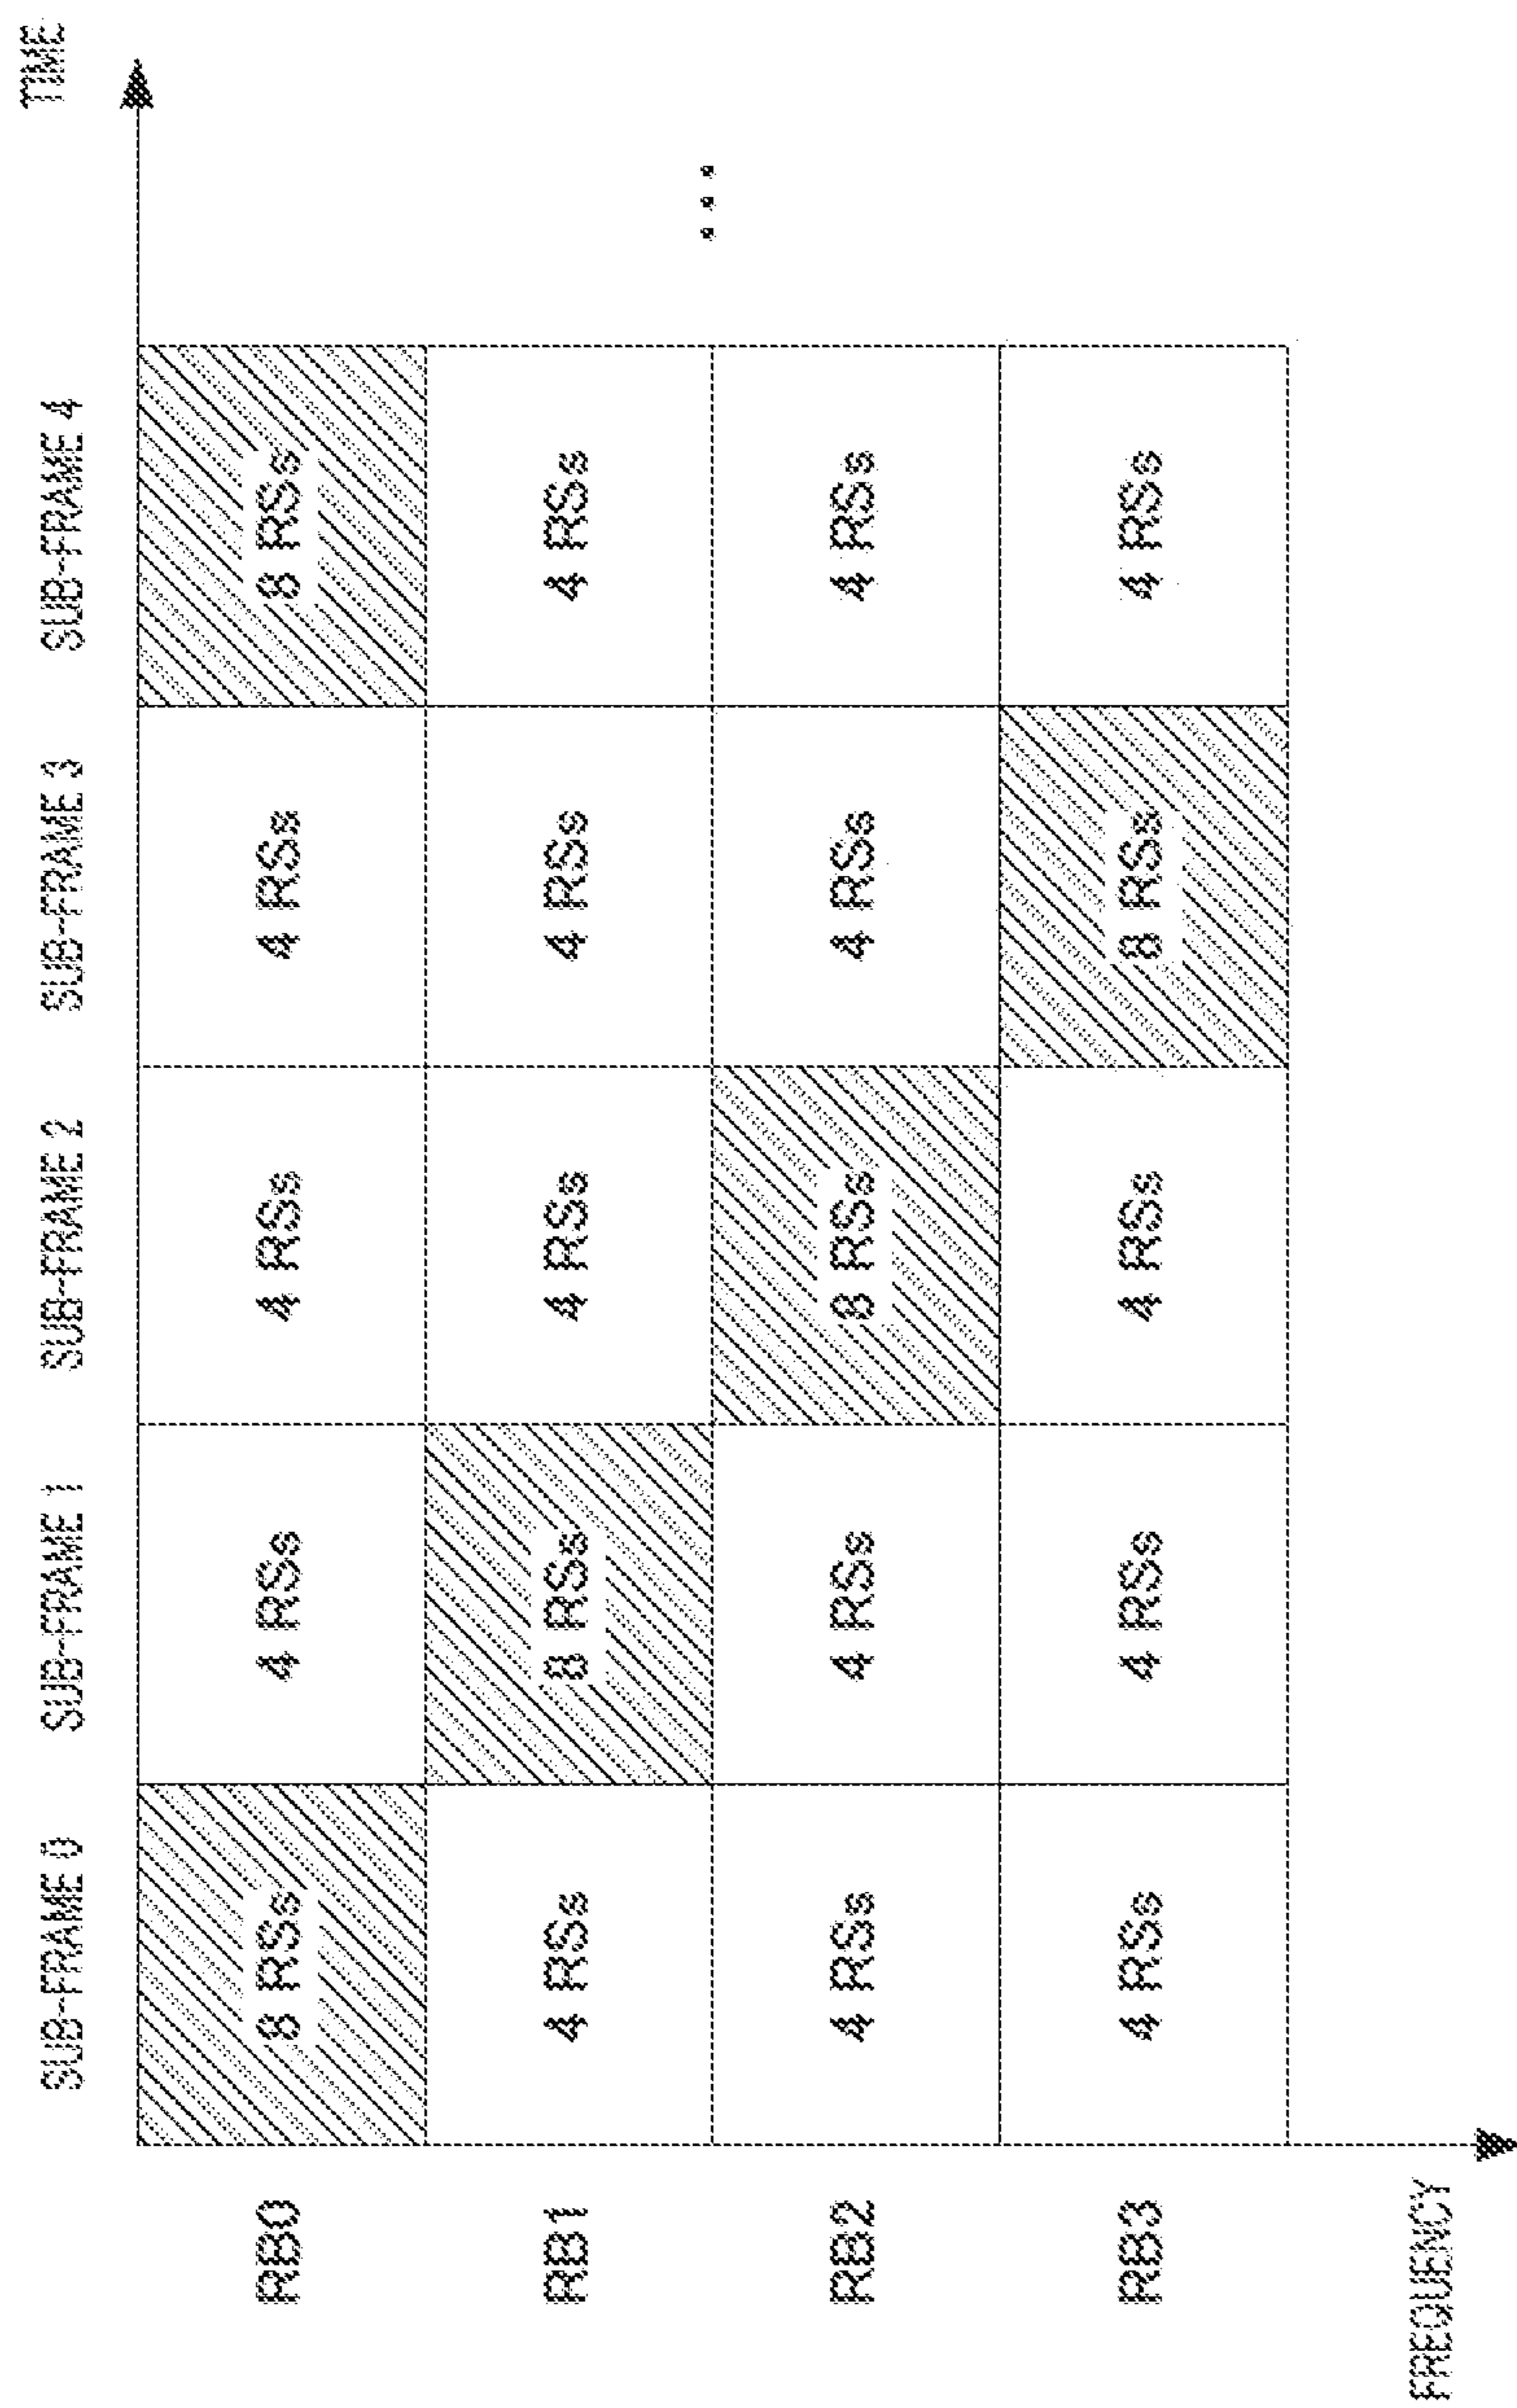 TIME
SUB-FRAME 0 SUB-FRAME 1 SUB-FRAME 2 SUB-FRAME 3 SUB-FRAME 4
RB0 8 RSs 4 RSs 4 RSs 4 RSs 8 RSs
RB1 4 RSs 8 RSs 4 RSs 4 RSs 4 RSs
...
RB2 4 RSs 4 RSs 8 RSs 4 RSs 4 RSs
RB3 4 RSs 4 RSs 4 RSs 8 RSs 4 RSs
FREQUENCY